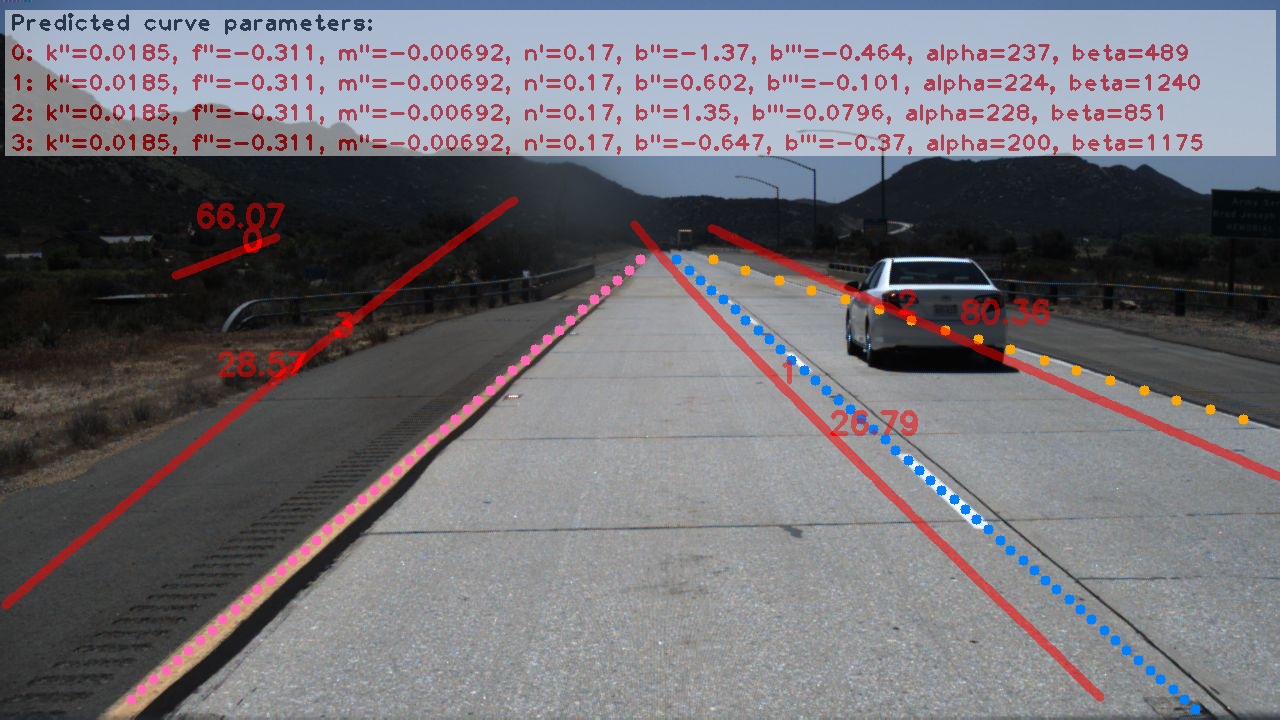 Predicted curve parameters:
0: k''=0.0185, f''=-0.311, m''=-0.00692, n'=0.17, b''=-1.37, b'''=-0.464, alpha=237, beta=489
1: k''=0.0185, f''=-0.311, m''=-0.00692, n'=0.17, b''=0.602, b'''=-0.101, alpha=224, beta=1240
2: k''=0.0185, f''=-0.311, m''=-0.00692, n'=0.17, b''=1.35, b'''=0.0796, alpha=228, beta=851
3: k''=0.0185, f''=-0.311, m''=-0.00692, n'=0.17, b''=-0.647, b'''=-0.37, alpha=200, beta=1175
Army
Brad
MEMORIAL
66.07
0
2
80.36
3
28.57
1
26.79